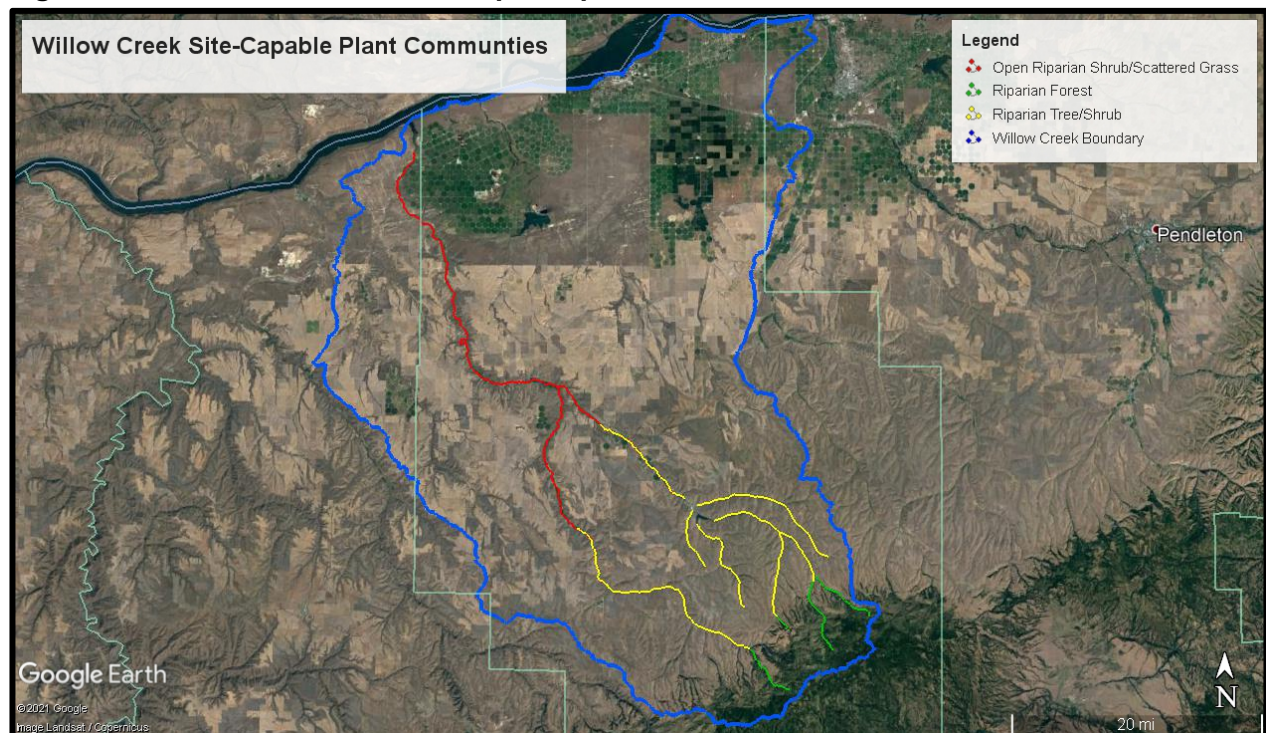 Willow Creek Site-Capable Plant Communties
Legend
Open Riparian Shrub/Scattered Grass
Riparian Forest
Riparian Tree/Shrub
Willow Creek Boundary
Pendleton
Google Earth
©2021 Google
Image Landsat / Copernicus
N
20 mi